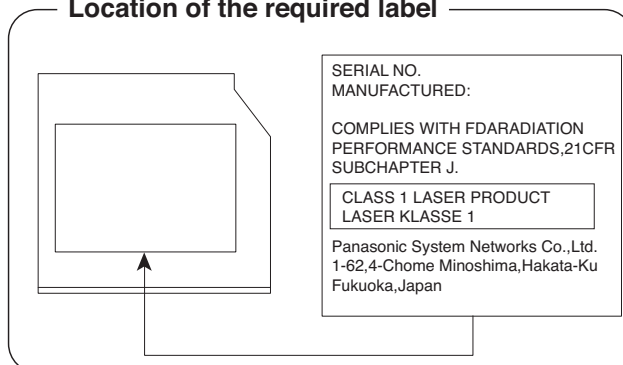 Location of the required label
SERIAL NO.
MANUFACTURED:
COMPLIES WITH FDARADIATION
PERFORMANCE STANDARDS,21CFR
SUBCHAPTER J.
CLASS 1 LASER PRODUCT
LASER KLASSE 1
Panasonic System Networks Co.,Ltd.
1-62,4-Chome Minoshima,Hakata-Ku
Fukuoka,Japan